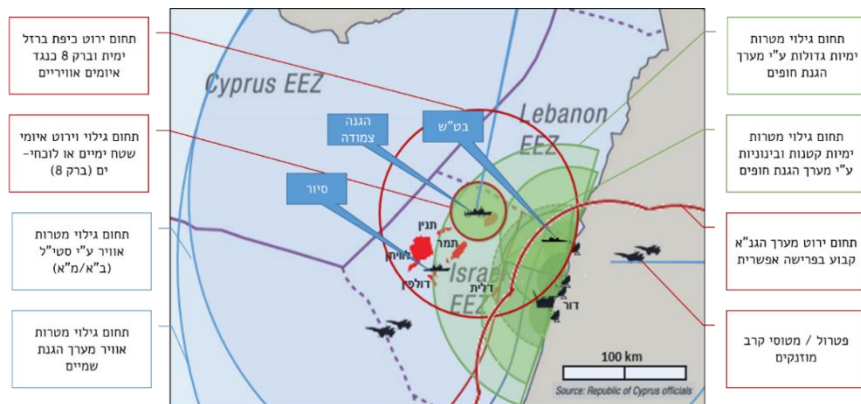 תחום ירוט כיפת ברזל
ימית וברק 8 כנגד
איומים אוויריים
תחום גילוי וירוט איומי
שטח ימיים או לוכחי-
ים (ברק 8)
תחום גילוי מטרות
אוויר ע"י סטי"ל
(ב"א/מ"א)
תחום גילוי מטרות
אוויר מערך הגנת
שמיים
Cyprus EEZ
Lebanon
EEZ
הגנה
צמודה
בט"ש
סיור
תנין
תמר
לוויתן
דולפין
Israel
EEZ
דלית
דור
100 km
Source: Republic of Cyprus officials
תחום גילוי מטרות
ימיות גדולות ע"י מערך
הגנת חופים
תחום גילוי מטרות
ימיות קטנות ובינוניות
ע"י מערך הגנת חופים
תחום ירוט מערך הגנ"א
קבוע בפרישה אפשרית
פטרול / מטוסי קרב
מוזנקים